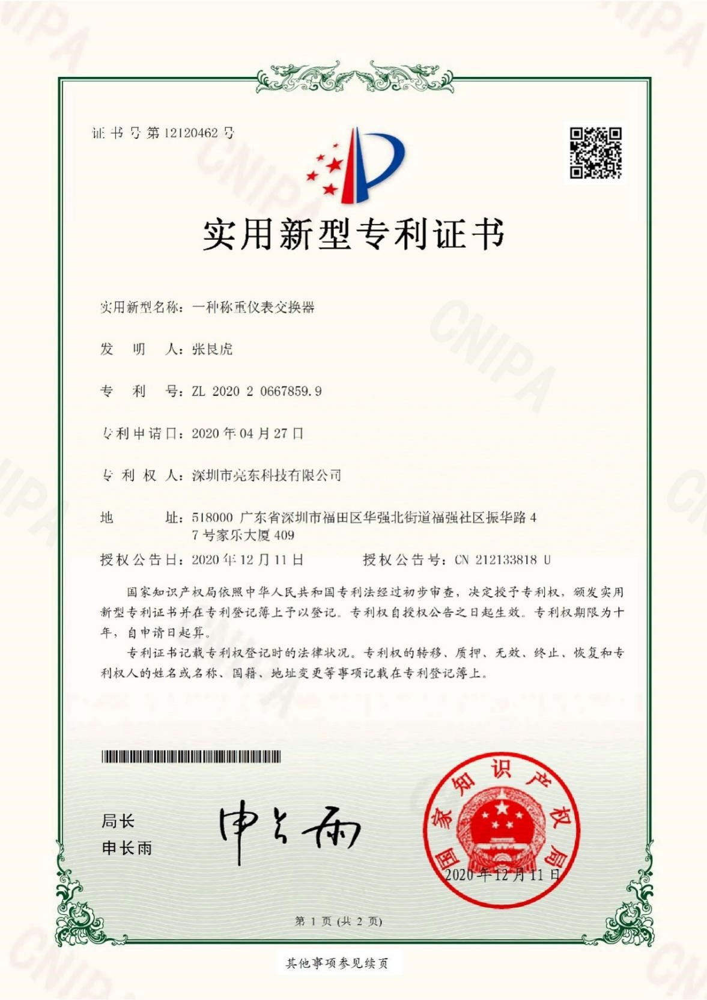 证书号第12120462号
实用新型专利证书
实用新型名称：一种称重仪表交换器
发明人：张艮虎
专利号：ZL 2020 2 0667859.9
专利申请日：2020年04月27日
专利权人：深圳市亮东科技有限公司
地址：518000 广东省深圳市福田区华强北街道福强社区振华路4
7号家乐大厦409
授权公告日：2020年12月11日 授权公告号：CN 212133818 U
国家知识产权局依照中华人民共和国专利法经过初步审查，决定授予专利权，颁发实用
新型专利证书并在专利登记簿上予以登记。专利权自授权公告之日起生效。专利权期限为十
年，自申请日起算。
专利证书记载专利权登记时的法律状况。专利权的转移、质押、无效、终止、恢复和专
利权人的姓名或名称、国籍、地址变更等事项记载在专利登记簿上。
局长
申长雨
申长雨
国家知识产权局
2020年12月11日
第1页(共2页)
其他事项参见续页
CNIPA
CNIPA
CNIPA
CNIPA
CNIPA